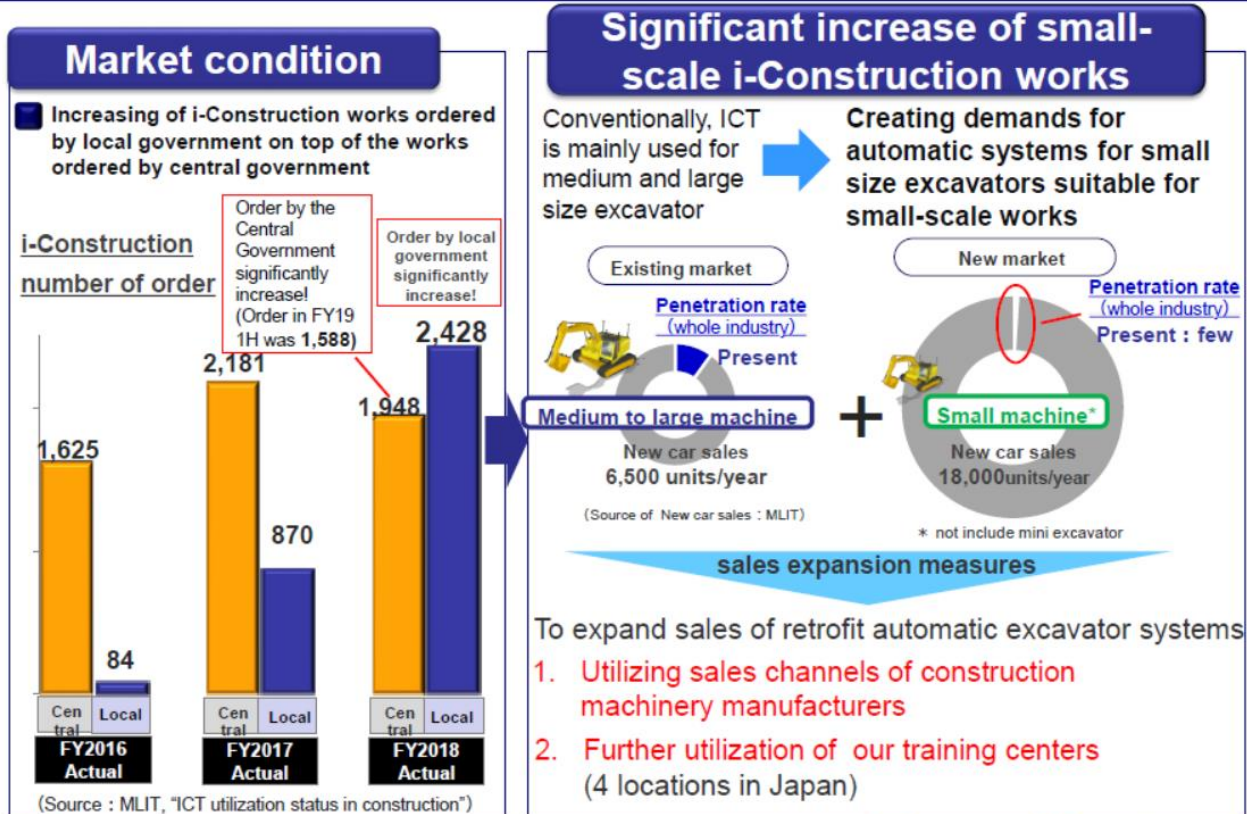 Market condition
Increasing of i-Construction works ordered
by local government on top of the works
ordered by central government
i-Construction
number of order
Order by the
Central
Government
significantly
increase!
(Order in FY19
1H was 1,588)
Order by local
government
significantly
increase!
1,625
84
2,181
870
1,948
2,428
Cen
tral
Local
Cen
tral
Local
Cen
tral
Local
FY2016
Actual
FY2017
Actual
FY2018
Actual
(Source : MLIT, “ICT utilization status in construction”)
Significant increase of small-
scale i-Construction works
Conventionally, ICT
is mainly used for
medium and large
size excavator
Creating demands for
automatic systems for small
size excavators suitable for
small-scale works
Existing market
Penetration rate
(whole industry)
Present
Medium to large machine
New car sales
6,500 units/year
(Source of New car sales : MLIT)
+
New market
Penetration rate
(whole industry)
Present : few
Small machine*
New car sales
18,000units/year
* not include mini excavator
sales expansion measures
To expand sales of retrofit automatic excavator systems
1. Utilizing sales channels of construction
machinery manufacturers
2. Further utilization of our training centers
(4 locations in Japan)